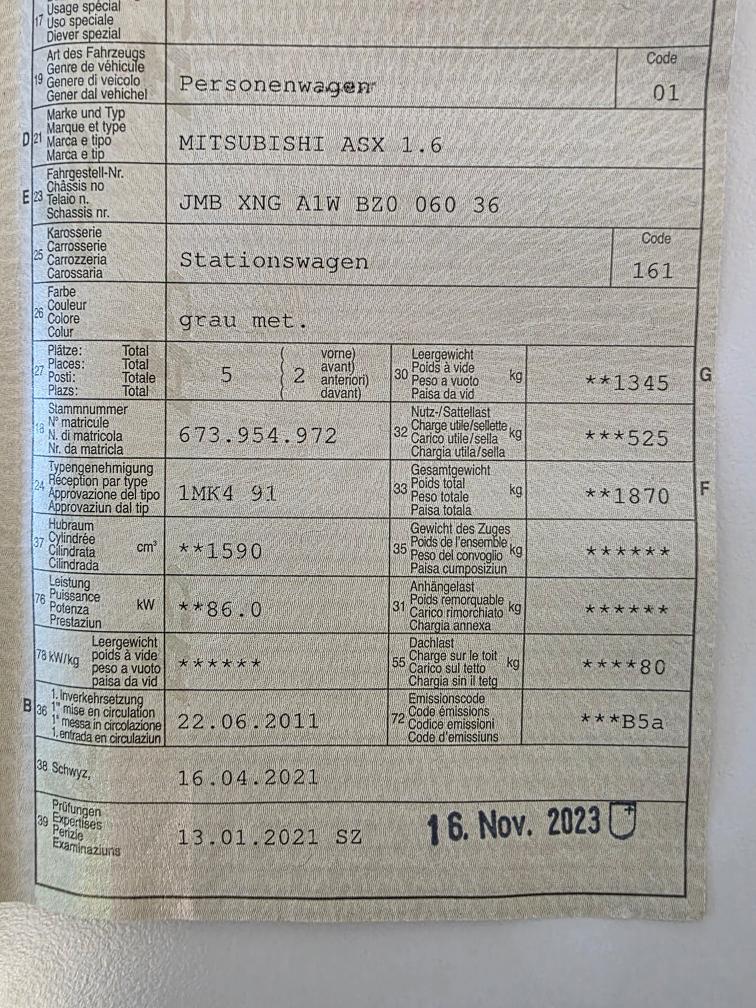 Usage spécial
17 Uso speciale
Diever spezial
Art des Fahrzeugs
Genre de véhicule
19 Genere di veicolo
Gener dal vehichel
Personenwagen
Code
01
Marke und Typ
Marque et type
D 21 Marca e tipo
Marca e tip
MITSUBISHI ASX 1.6
Fahrgestell-Nr.
Châssis no
E 23 Telaio n.
Schassis nr.
JMB XNG A1W BZ0 060 36
Karosserie
Carrosserie
25 Carrozzeria
Carossaria
Stationswagen
Code
161
Farbe
Couleur
26 Colore
Colur
grau met.
Plätze: Total
27 Places: Total
Posti: Totale
Plazs: Total
5
( 2 vorne)
( avant)
( anteriori)
( davant)
Leergewicht
30 Poids à vide kg
Peso a vuoto
Paisa da vid
**1345
G
Stammnummer
18 N° matricule
N. di matricola
Nr. da matricla
673.954.972
Nutz-/Sattellast
32 Charge utile/sellette kg
Carico utile/sella
Chargia utila/sella
***525
Typengenehmigung
24 Réception par type
Approvazione del tipo
Approvaziun dal tip
1MK4 91
Gesamtgewicht
33 Poids total kg
Peso totale
Paisa totala
**1870
F
Hubraum
37 Cylindrée cm³
Cilindrata
Cilindrada
**1590
Gewicht des Zuges
35 Poids de l'ensemble kg
Peso del convoglio
Paisa cumposiziun
******
Leistung
76 Puissance kW
Potenza
Prestaziun
**86.0
Anhängelast
31 Poids remorquable kg
Carico rimorchiato
Chargia annexa
******
Leergewicht
78 kW/kg poids à vide
peso a vuoto
paisa da vid
******
Dachlast
55 Charge sur le toit kg
Carico sul tetto
Chargia sin il tetg
****80
1. Inverkehrsetzung
B 36 1re mise en circulation
1a messa in circolazione
1. entrada en circulaziun
22.06.2011
Emissionscode
72 Code émissions
Codice emissioni
Code d'emissiuns
***B5a
38 Schwyz,
16.04.2021
Prüfungen
39 Expertises
Perizie
Examinaziuns
13.01.2021 SZ
16. Nov. 2023